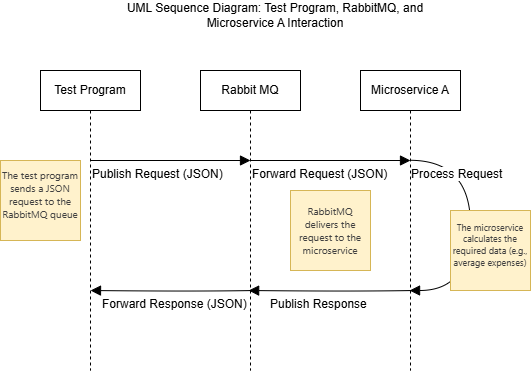 UML Sequence Diagram: Test Program, RabbitMQ, and
Microservice A Interaction
Test Program
Rabbit MQ
Microservice A
Publish Request (JSON)
Forward Request (JSON)
Process Request
The test program
sends a JSON
request to the
RabbitMQ queue
RabbitMQ
delivers the
request to the
microservice
The microservice
calculates the
required data (e.g.,
average expenses)
Forward Response (JSON)
Publish Response